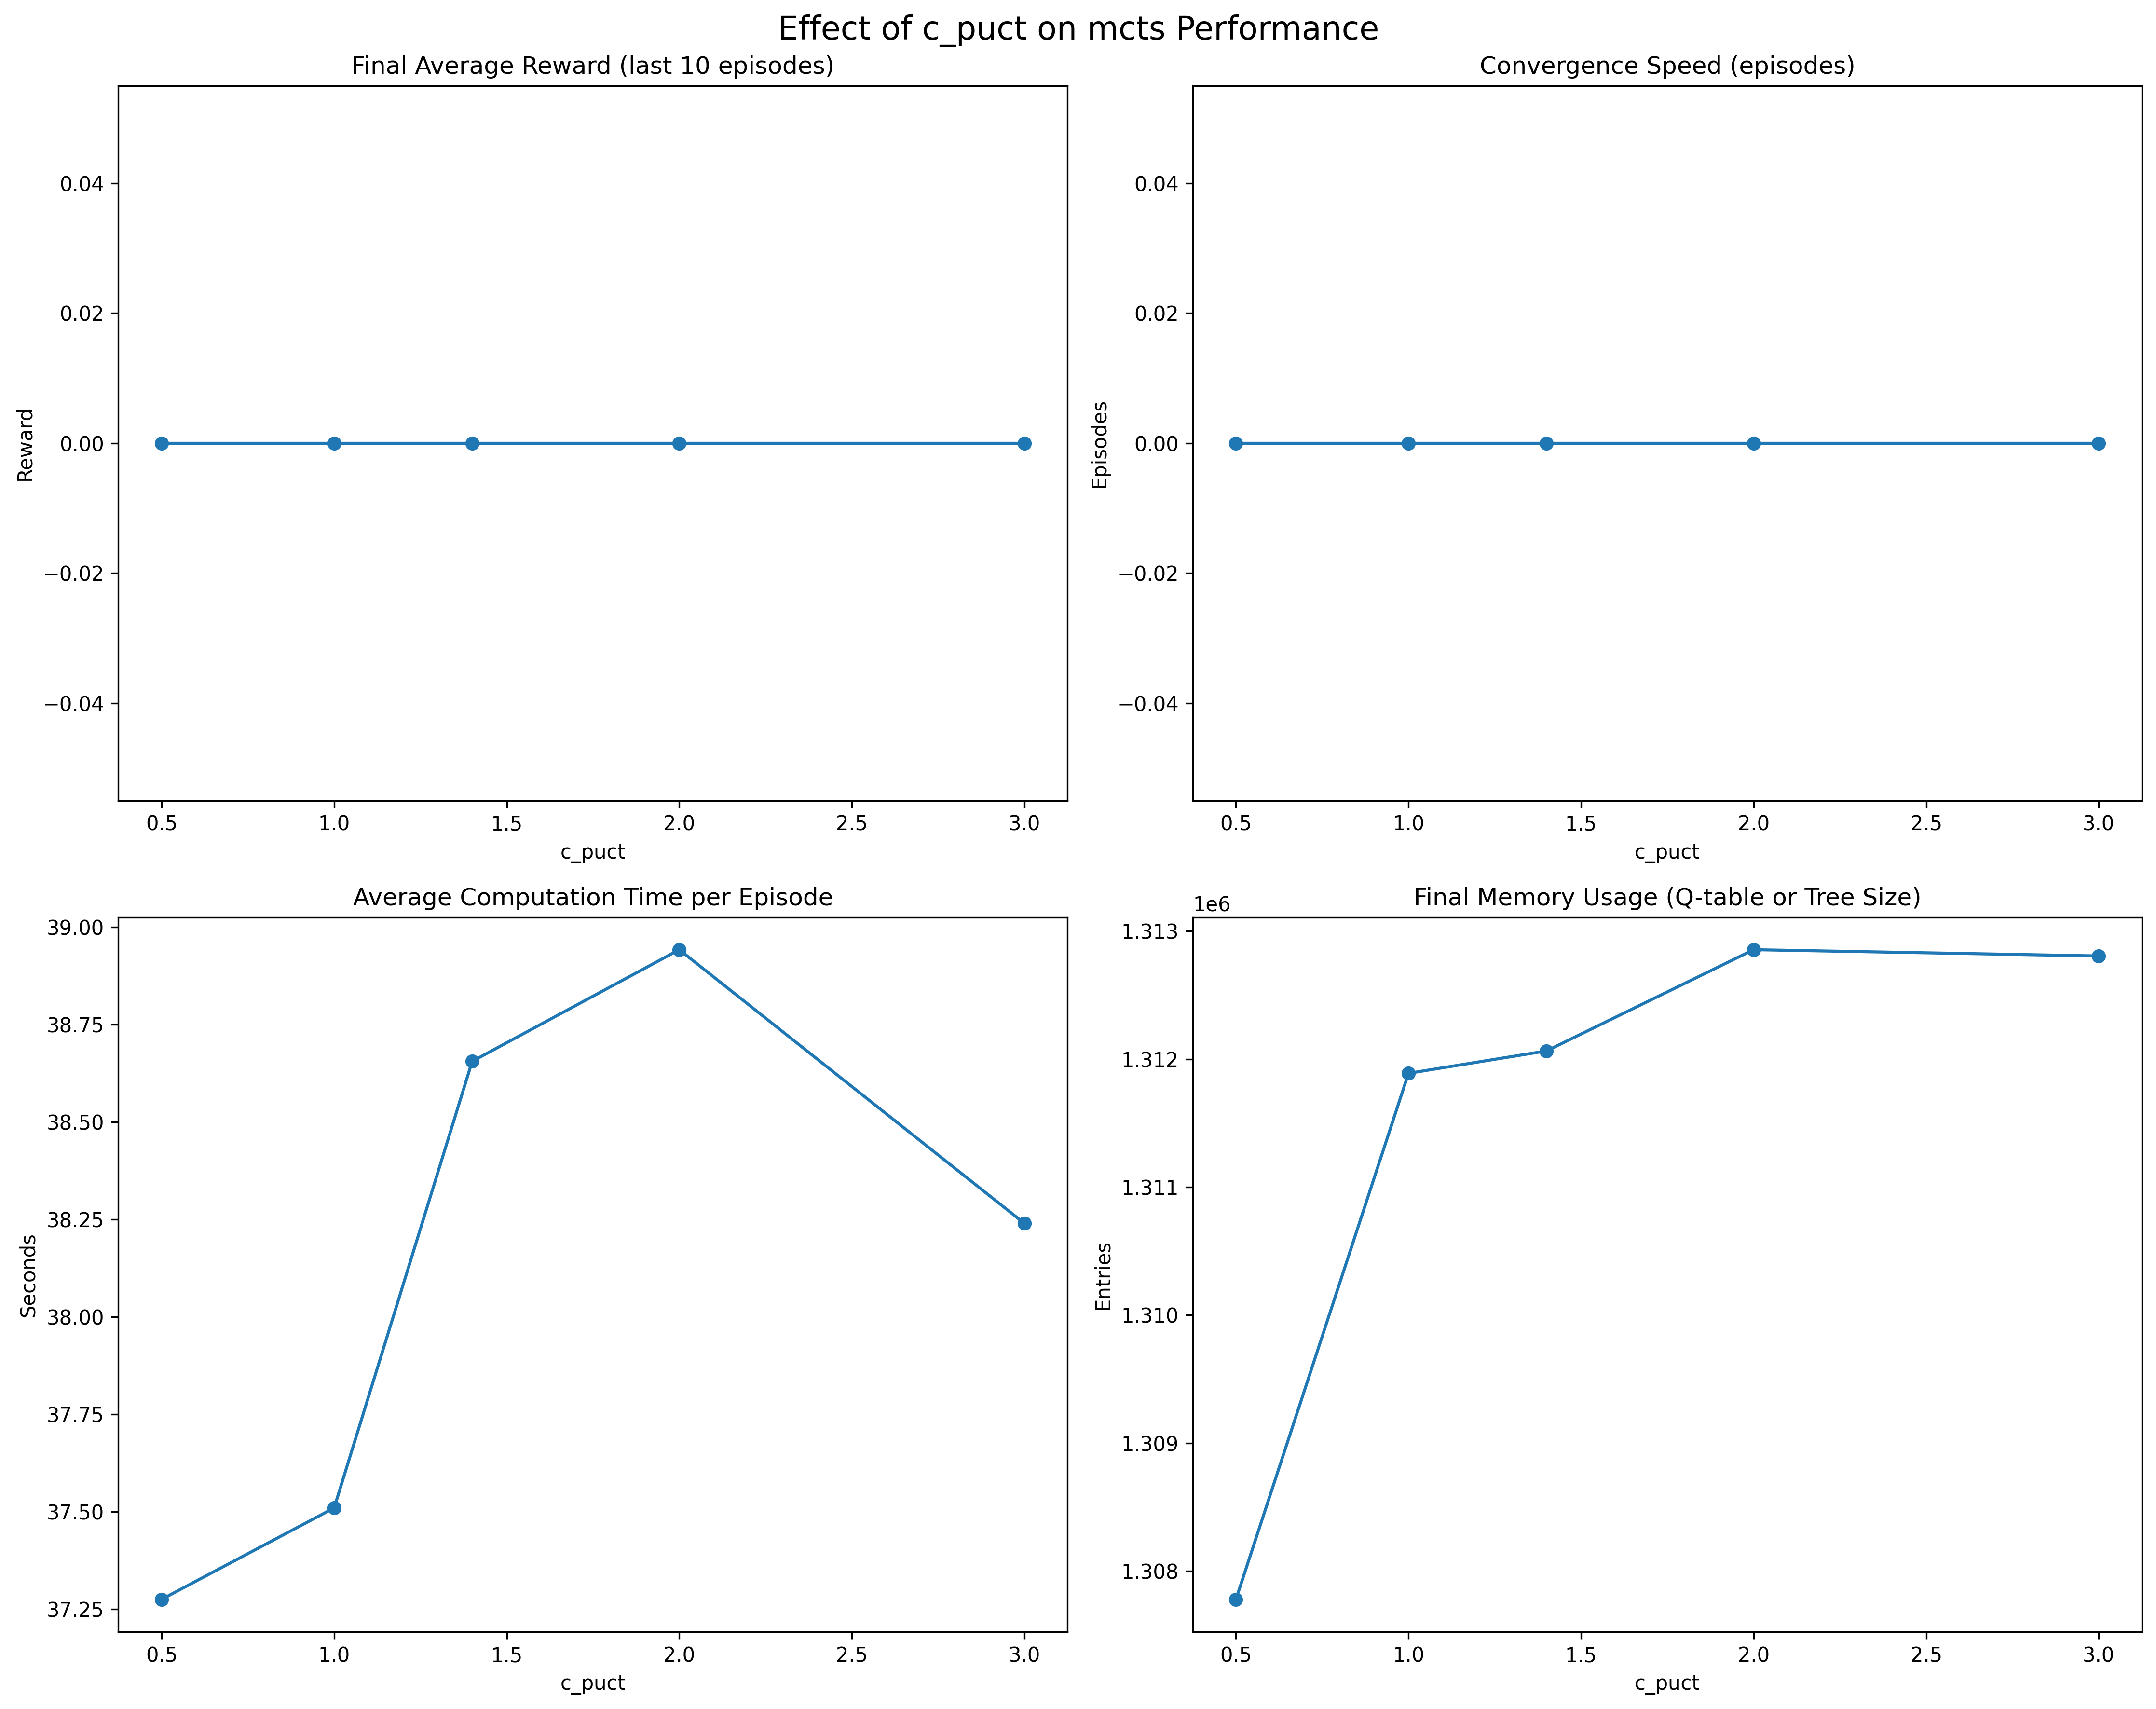 Effect of c_puct on mcts Performance
Final Average Reward (last 10 episodes)
0.04
0.02
0.00
−0.02
−0.04
Reward
0.5 1.0 1.5 2.0 2.5 3.0
c_puct
Convergence Speed (episodes)
0.04
0.02
0.00
−0.02
−0.04
Episodes
0.5 1.0 1.5 2.0 2.5 3.0
c_puct
Average Computation Time per Episode
39.00
38.75
38.50
38.25
38.00
37.75
37.50
37.25
Seconds
0.5 1.0 1.5 2.0 2.5 3.0
c_puct
Final Memory Usage (Q-table or Tree Size)
1e6
1.313
1.312
1.311
1.310
1.309
1.308
Entries
0.5 1.0 1.5 2.0 2.5 3.0
c_puct